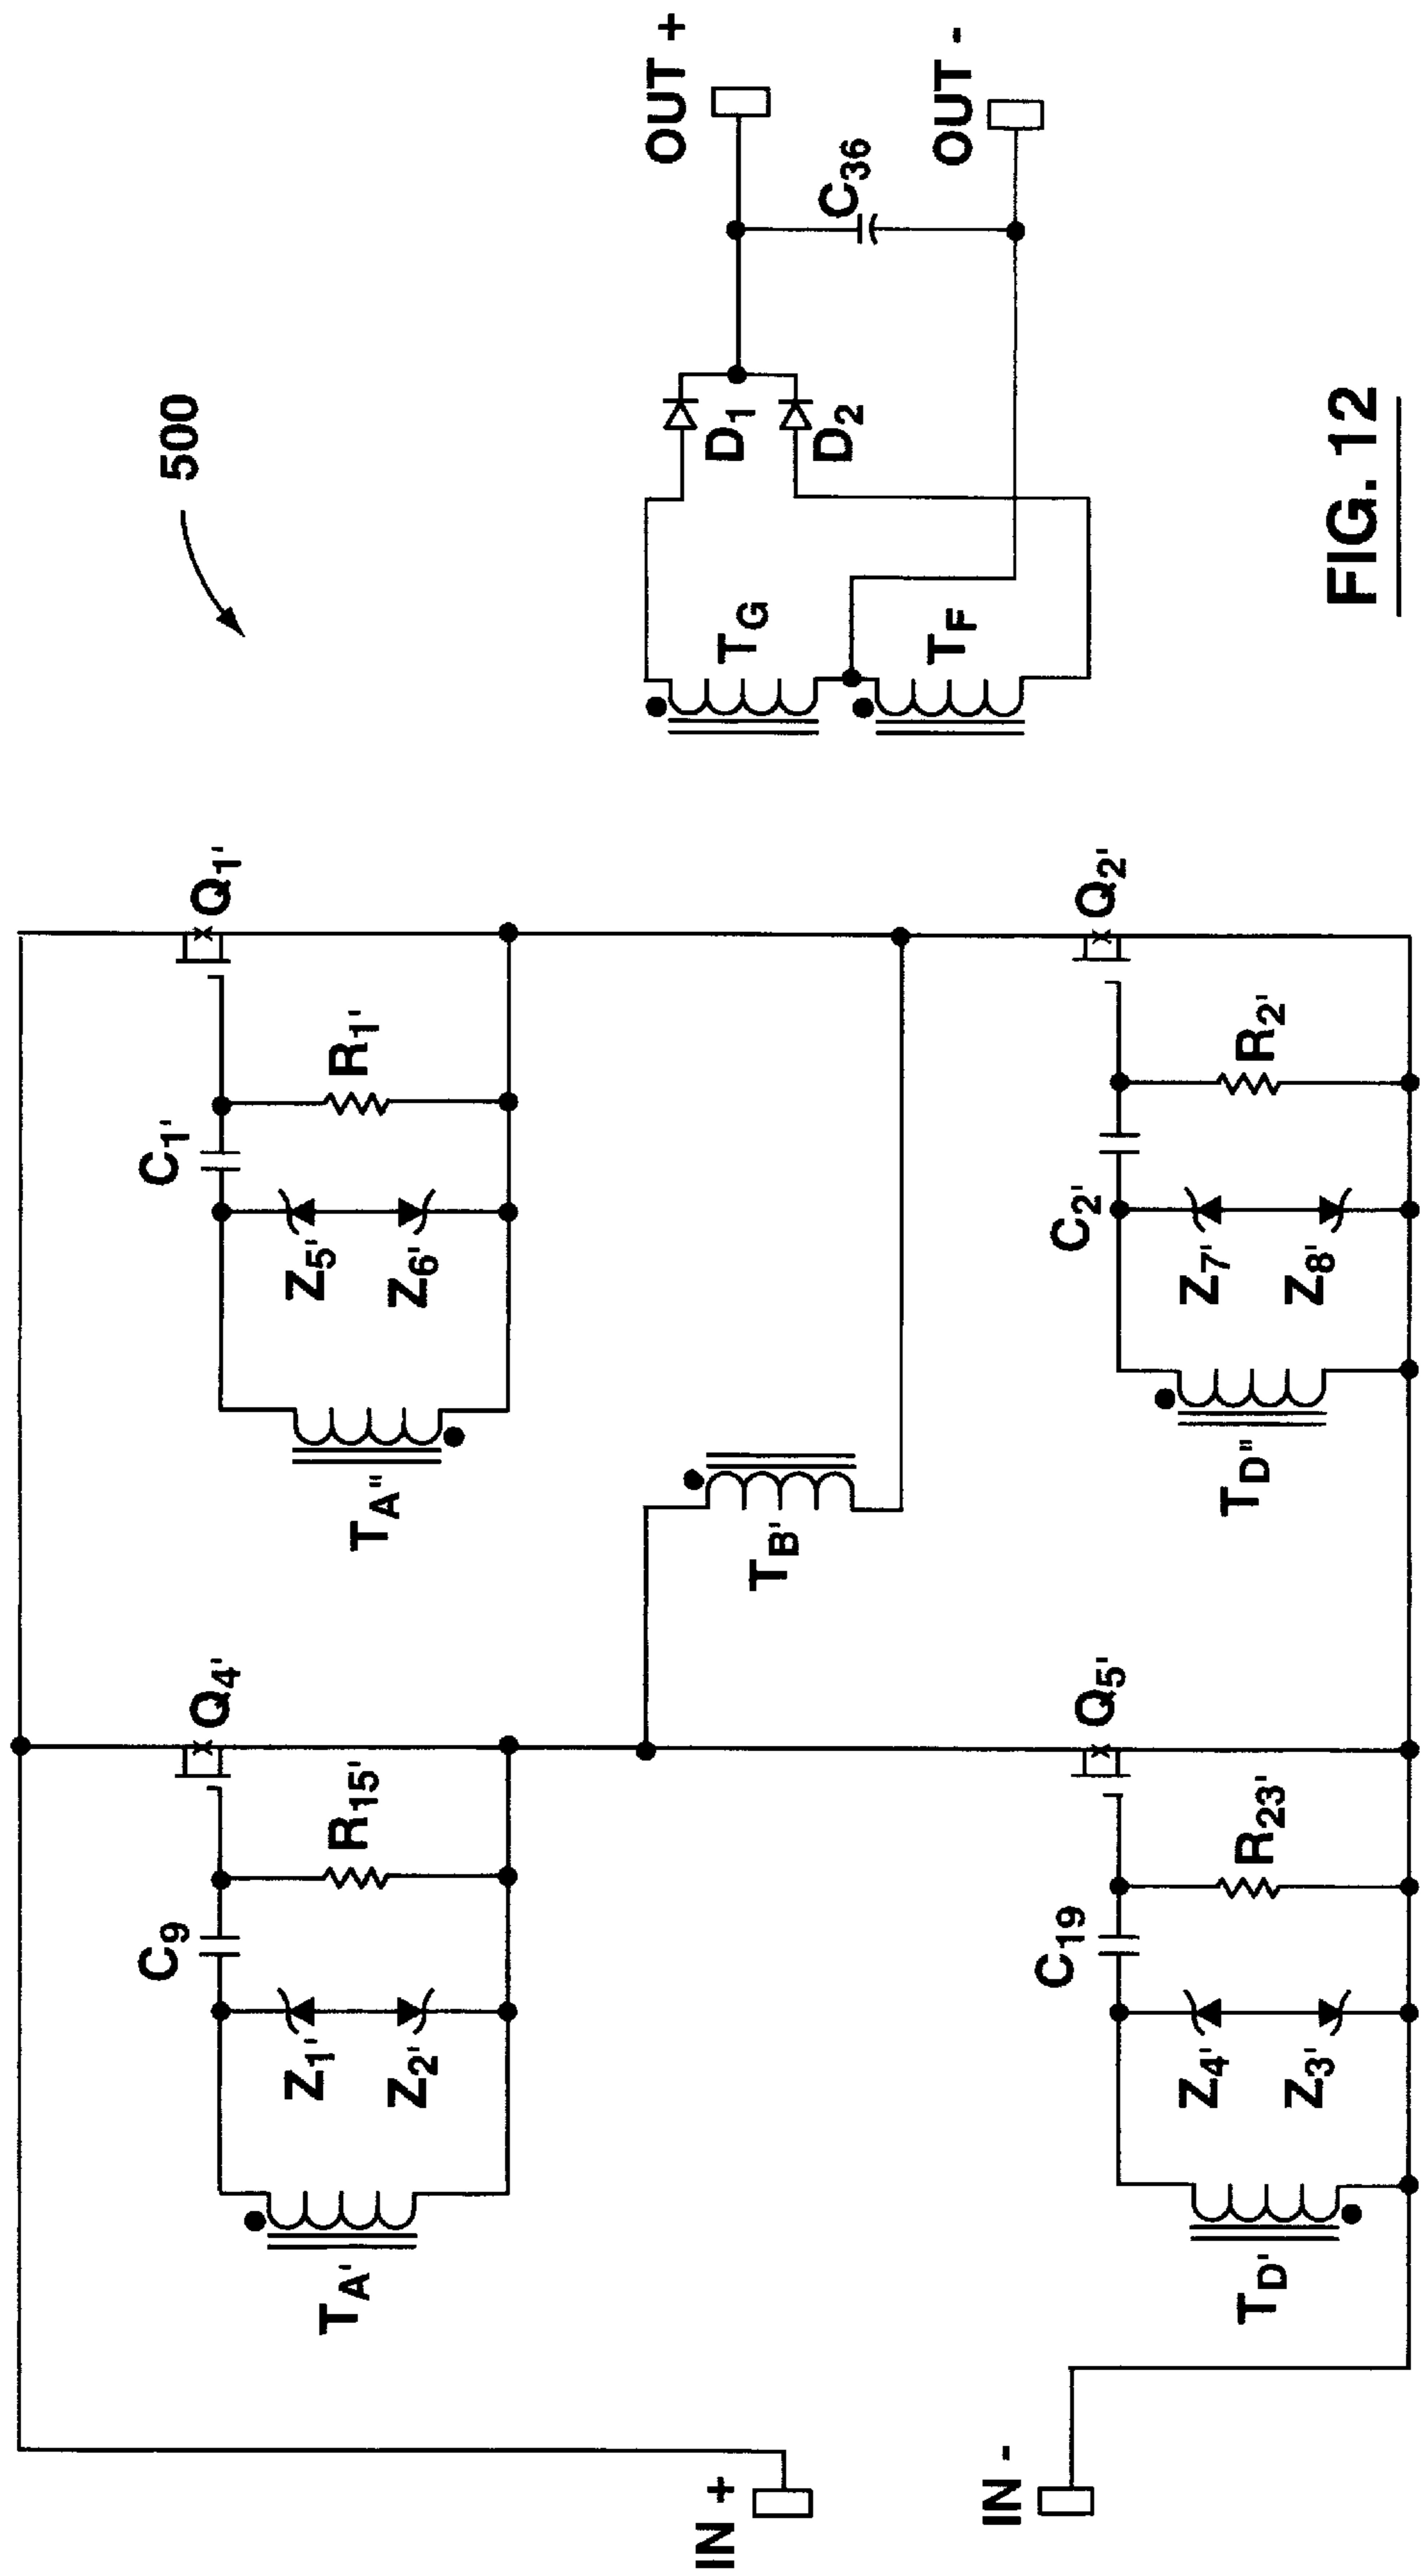 500
Q4'
Q1'
C9
R15'
C1'
R1'
Z1'
Z5'
TA'
Z2'
TA"
Z6'
OUT +
D1
TG
IN +
TB'
D2
C36
TF
OUT -
IN -
Q5'
Q2'
C19
R23'
C2'
R2'
Z4'
Z7'
TD'
Z3'
TD"
Z8'
FIG. 12